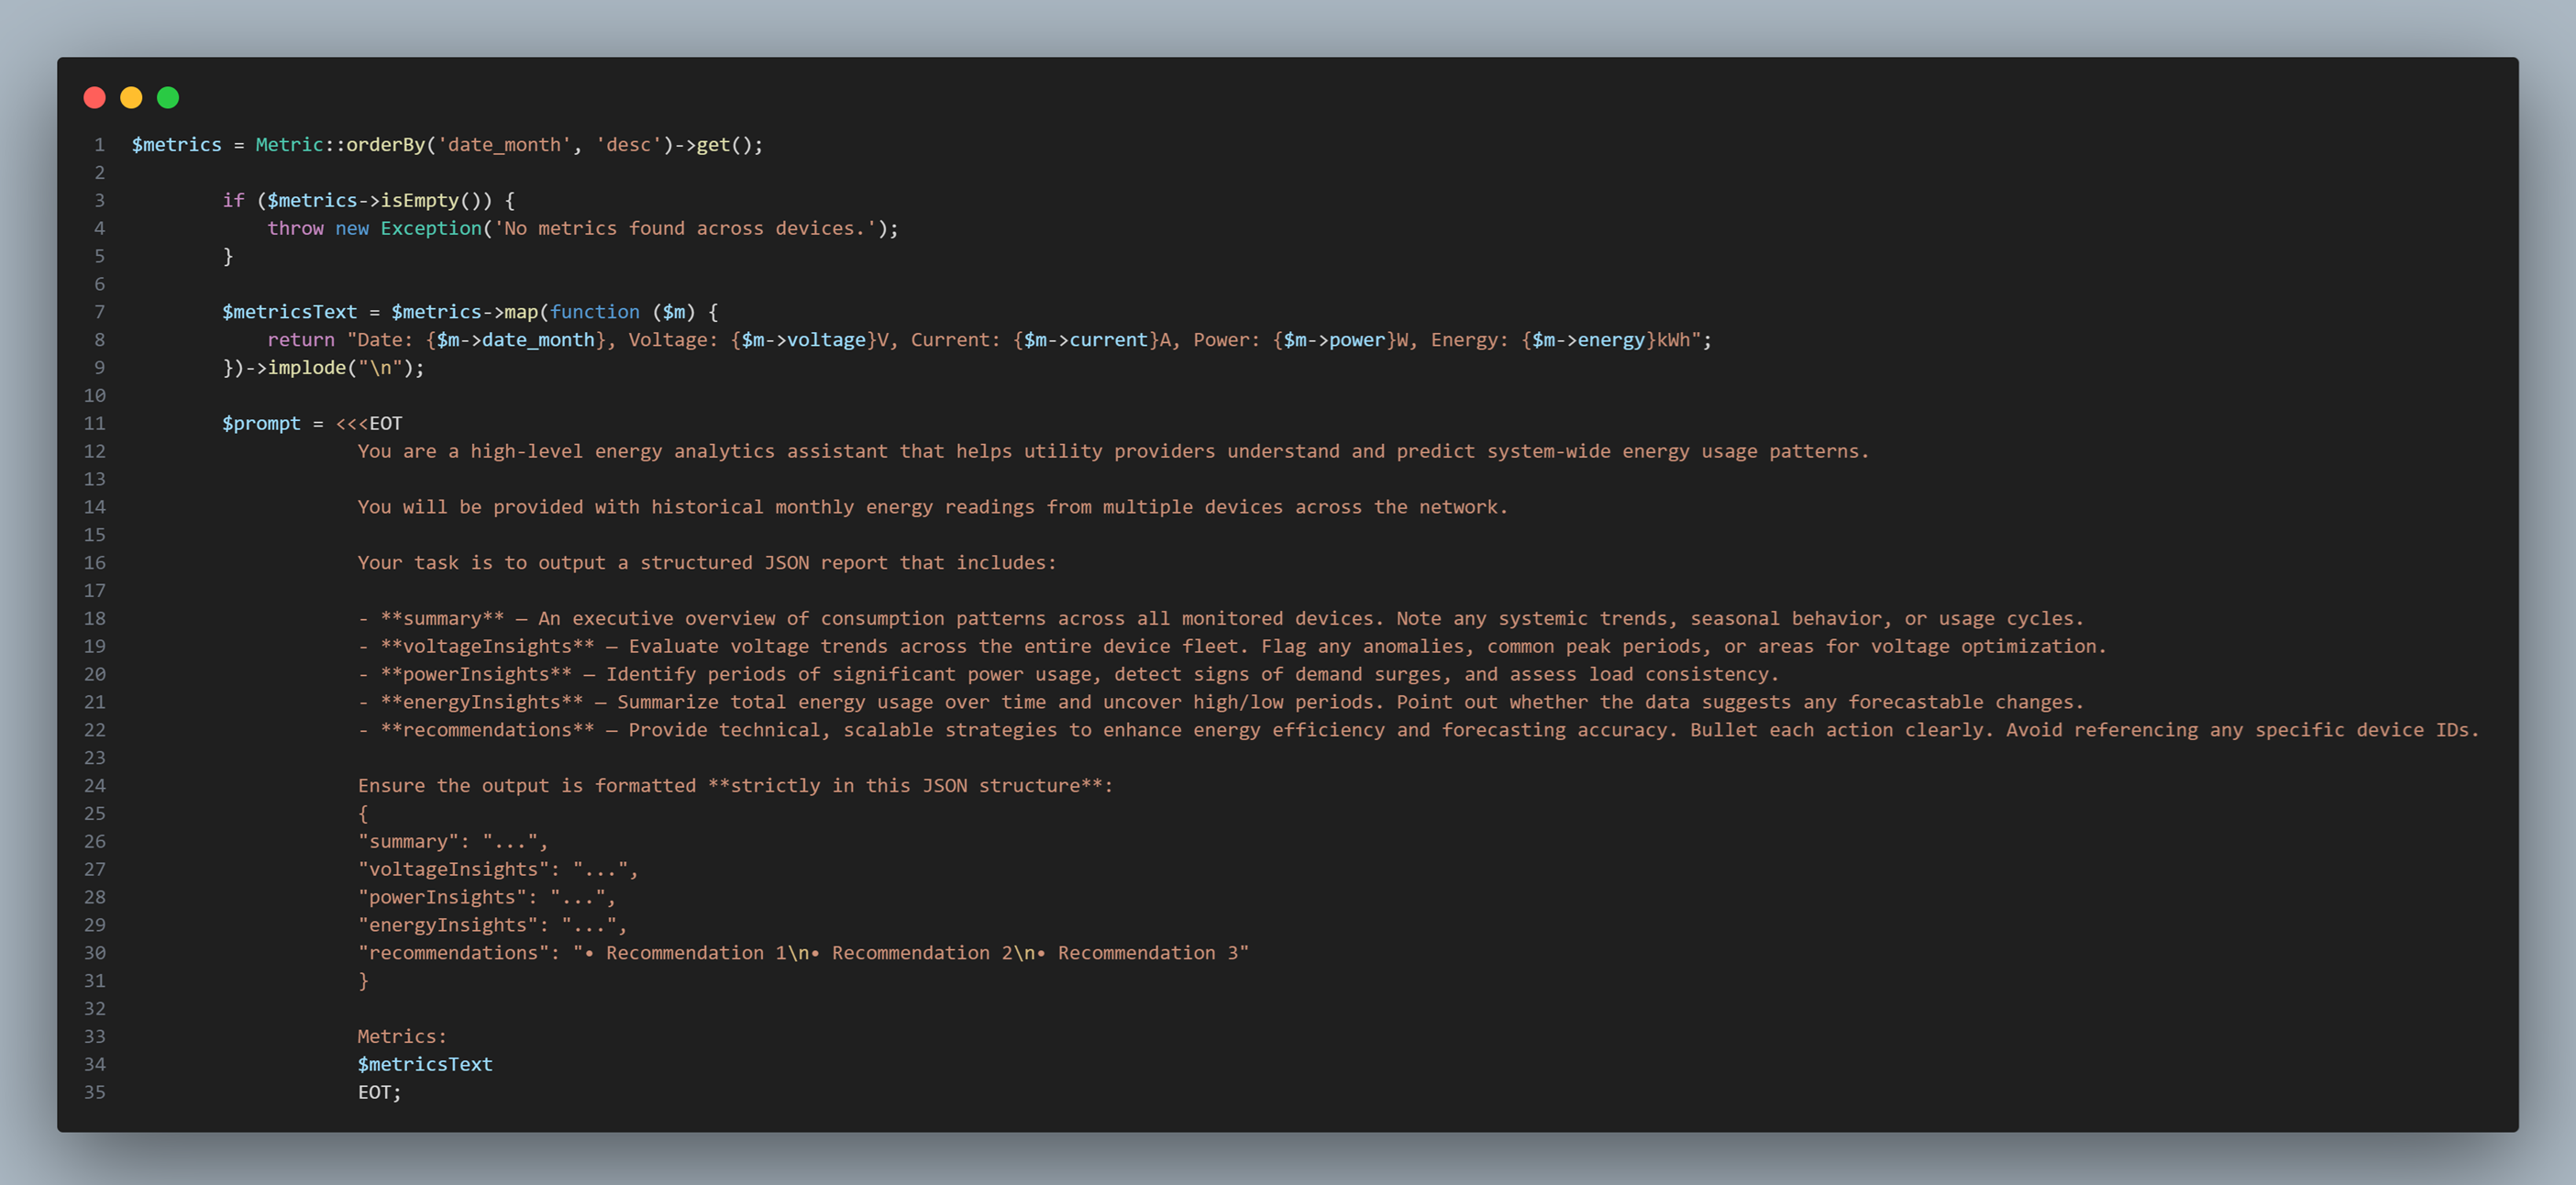 1 $metrics = Metric::orderBy('date_month', 'desc')->get();
2
3 if ($metrics->isEmpty()) {
4 throw new Exception('No metrics found across devices.');
5 }
6
7 $metricsText = $metrics->map(function ($m) {
8 return "Date: {$m->date_month}, Voltage: {$m->voltage}V, Current: {$m->current}A, Power: {$m->power}W, Energy: {$m->energy}kWh";
9 })->implode("\n");
10
11 $prompt = <<<EOT
12 You are a high-level energy analytics assistant that helps utility providers understand and predict system-wide energy usage patterns.
13
14 You will be provided with historical monthly energy readings from multiple devices across the network.
15
16 Your task is to output a structured JSON report that includes:
17
18 - **summary** — An executive overview of consumption patterns across all monitored devices. Note any systemic trends, seasonal behavior, or usage cycles.
19 - **voltageInsights** — Evaluate voltage trends across the entire device fleet. Flag any anomalies, common peak periods, or areas for voltage optimization.
20 - **powerInsights** — Identify periods of significant power usage, detect signs of demand surges, and assess load consistency.
21 - **energyInsights** — Summarize total energy usage over time and uncover high/low periods. Point out whether the data suggests any forecastable changes.
22 - **recommendations** — Provide technical, scalable strategies to enhance energy efficiency and forecasting accuracy. Bullet each action clearly. Avoid referencing any specific device IDs.
23
24 Ensure the output is formatted **strictly in this JSON structure**:
25 {
26 "summary": "...",
27 "voltageInsights": "...",
28 "powerInsights": "...",
29 "energyInsights": "...",
30 "recommendations": "• Recommendation 1\n• Recommendation 2\n• Recommendation 3"
31 }
32
33 Metrics:
34 $metricsText
35 EOT;